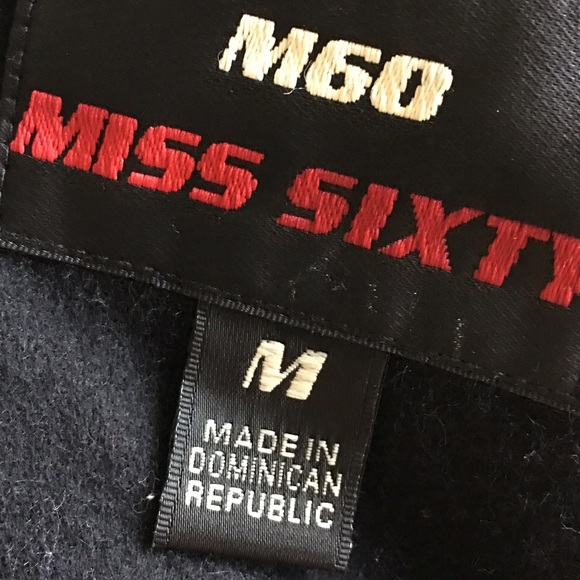 M60
MISS SIXTY
M
MADE IN
DOMINICAN
REPUBLIC